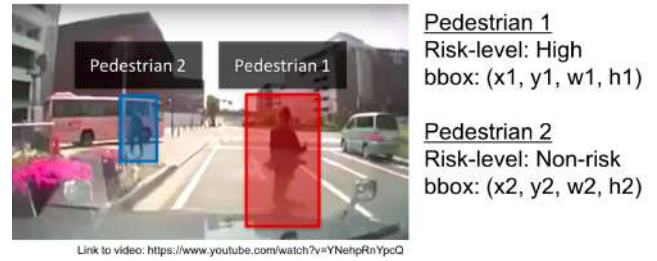 Pedestrian 2
Pedestrian 1
Pedestrian 1
Risk-level: High
bbox: (x1, y1, w1, h1)
Pedestrian 2
Risk-level: Non-risk
bbox: (x2, y2, w2, h2)
Link to video: https://www.youtube.com/watch?v=YNehpRnYpcQ